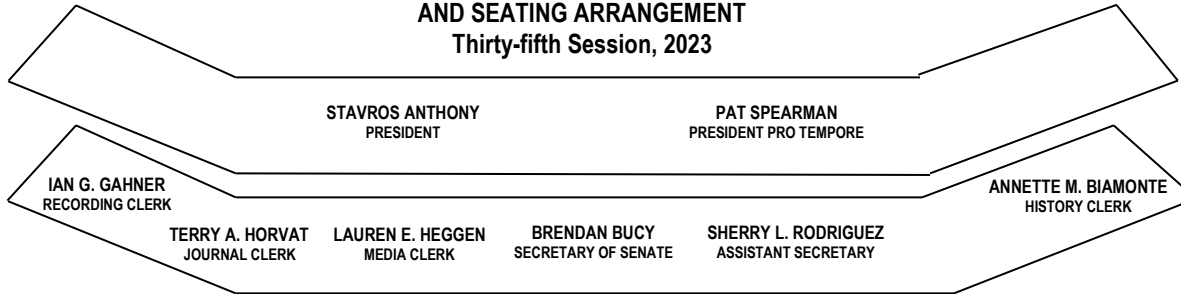 AND SEATING ARRANGEMENT
Thirty-fifth Session, 2023
STAVROS ANTHONY
PRESIDENT
PAT SPEARMAN
PRESIDENT PRO TEMPORE
IAN G. GAHNER
RECORDING CLERK
ANNETTE M. BIAMONTE
HISTORY CLERK
TERRY A. HORVAT
JOURNAL CLERK
LAUREN E. HEGGEN
MEDIA CLERK
BRENDAN BUCY
SECRETARY OF SENATE
SHERRY L. RODRIGUEZ
ASSISTANT SECRETARY